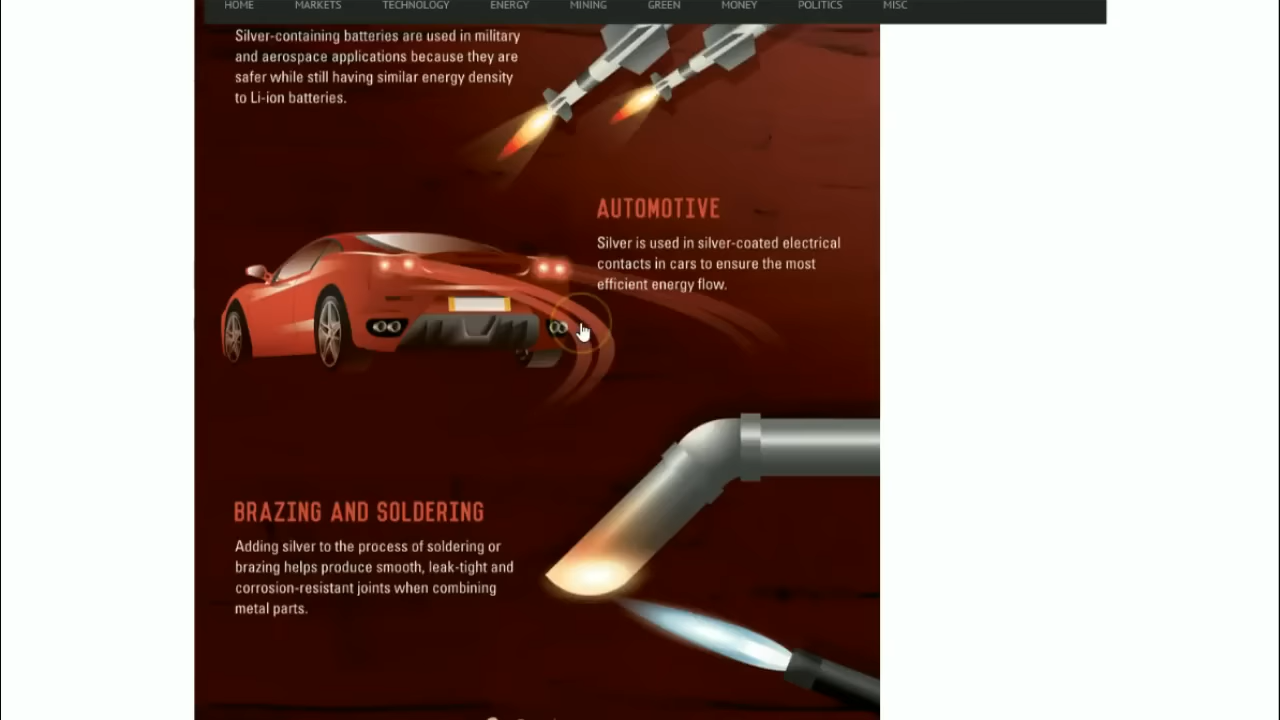 HOME MARKETS TECHNOLOGY ENERGY MINING GREEN MONEY POLITICS MISC
Silver-containing batteries are used in military
and aerospace applications because they are
safer while still having similar energy density
to Li-ion batteries.
AUTOMOTIVE
Silver is used in silver-coated electrical
contacts in cars to ensure the most
efficient energy flow.
BRAZING AND SOLDERING
Adding silver to the process of soldering or
brazing helps produce smooth, leak-tight and
corrosion-resistant joints when combining
metal parts.